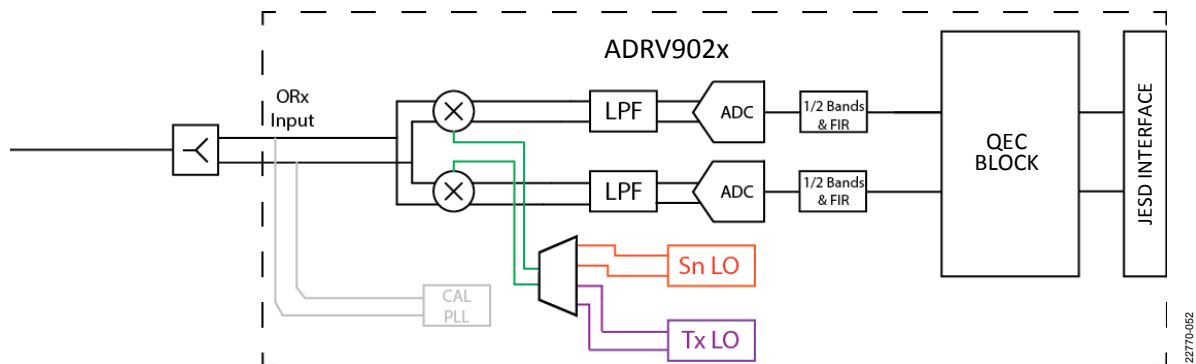 ADRV902x
ORx
Input
LPF
ADC
1/2 Bands
& FIR
QEC
BLOCK
JESD INTERFACE
LPF
ADC
1/2 Bands
& FIR
Sn LO
CAL
PLL
Tx LO
22770-052